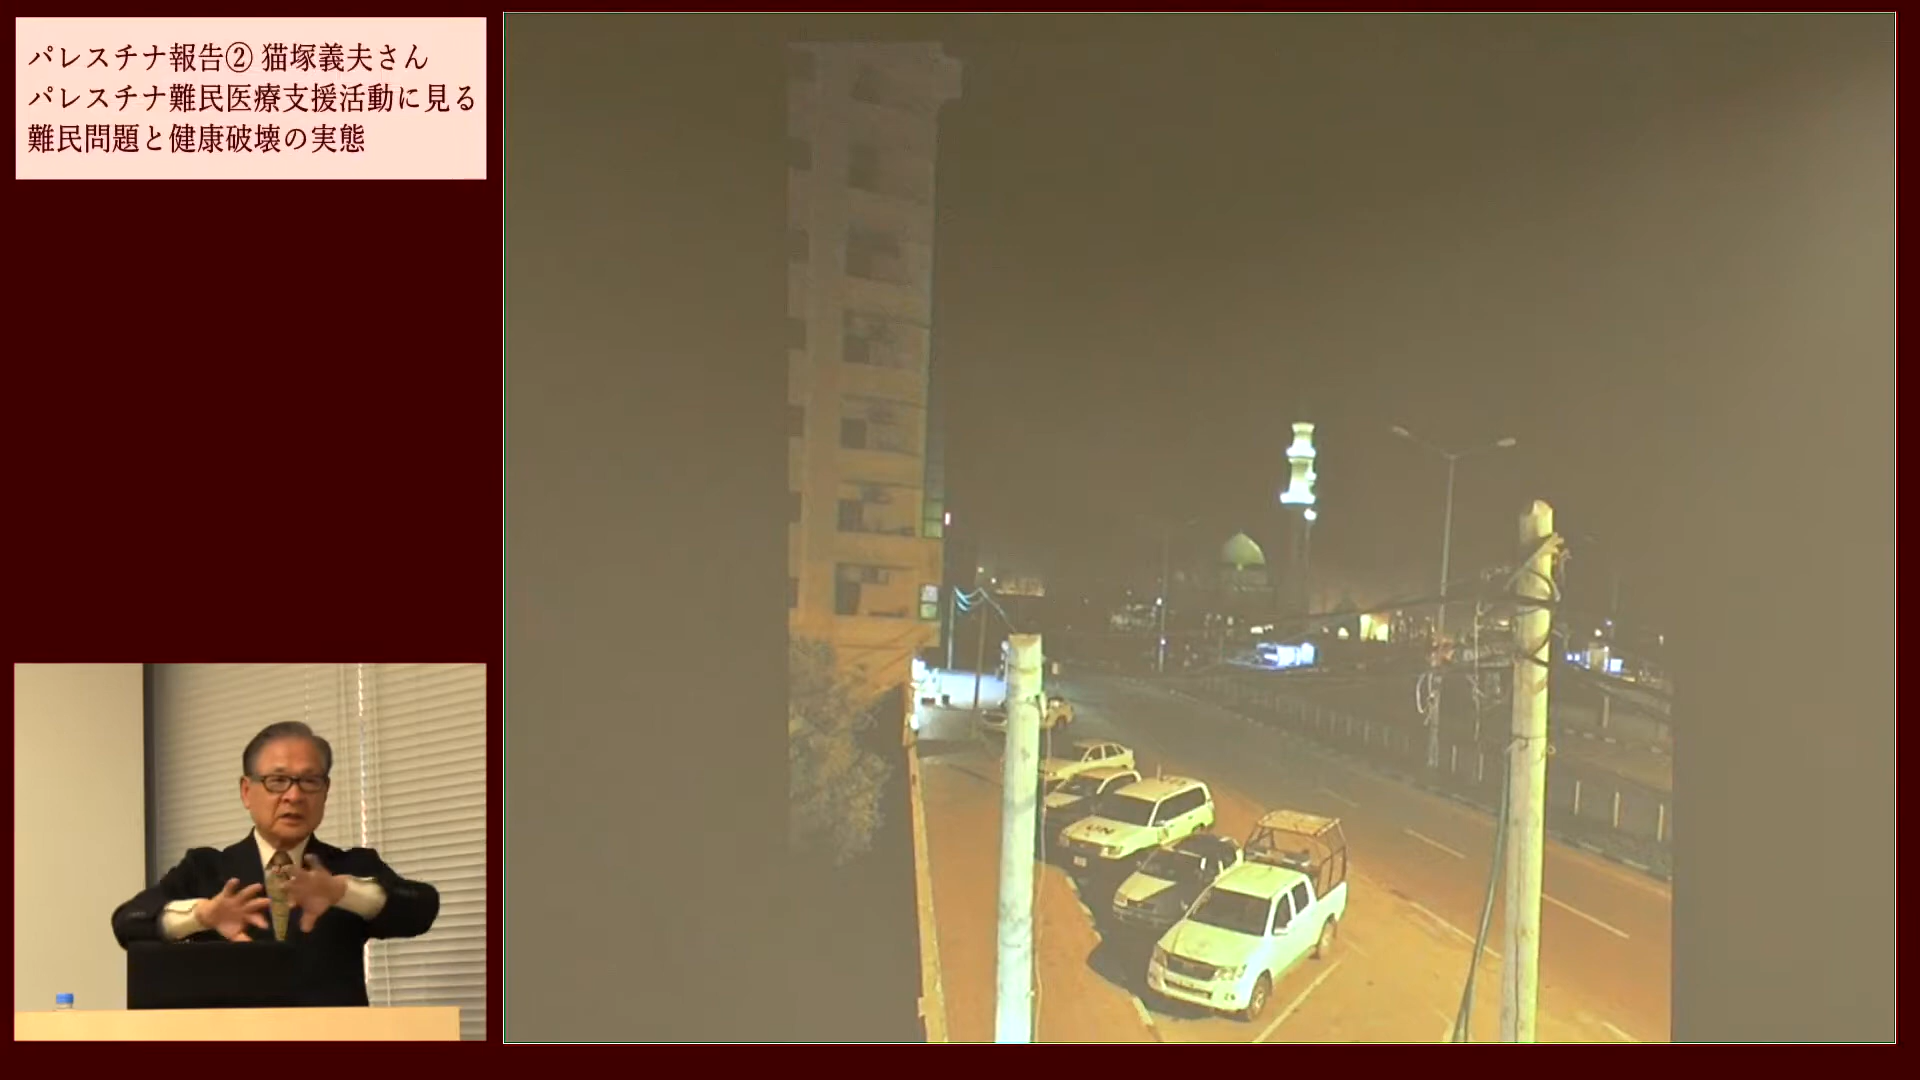 パレスチナ報告② 猫塚義夫さん
パレスチナ難民医療支援活動に見る
難民問題と健康破壊の実態
UN